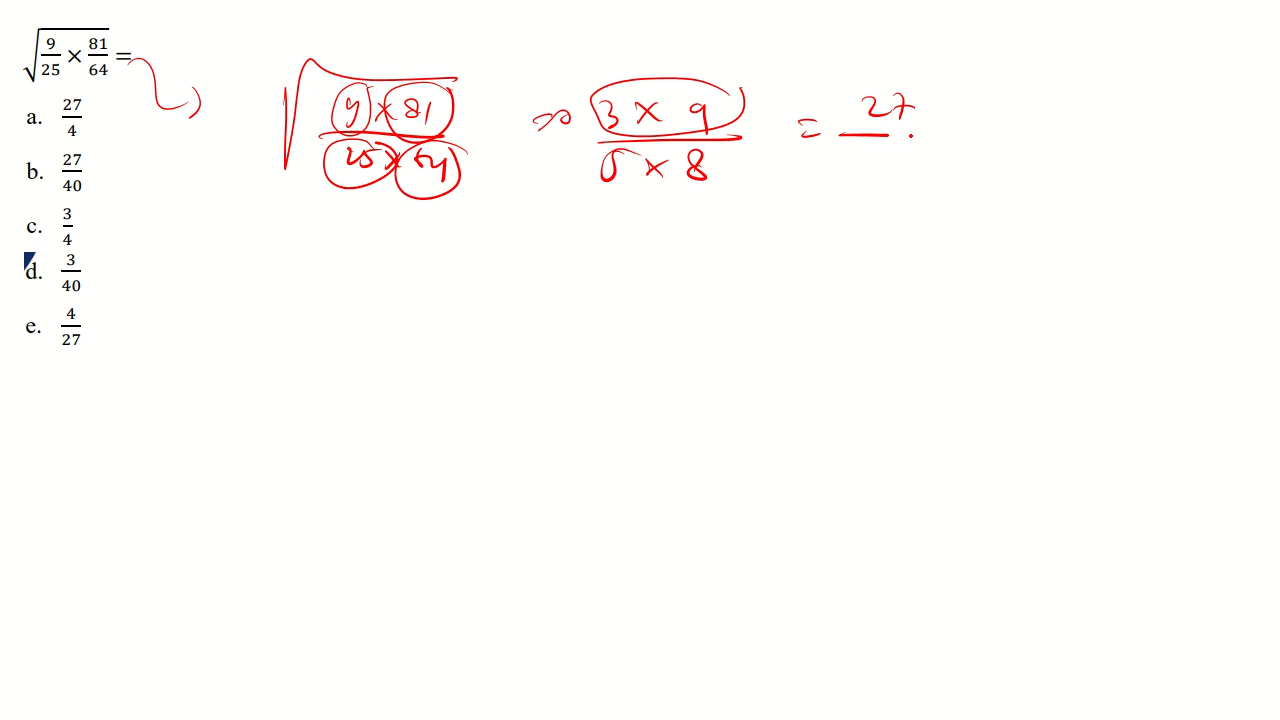 √(9/25 × 81/64) =
a. 27/4
b. 27/40
c. 3/4
d. 3/40
e. 4/27
√((9 × 81)/(25 × 64))
⇒ (3 × 9)/(5 × 8)
= 27/